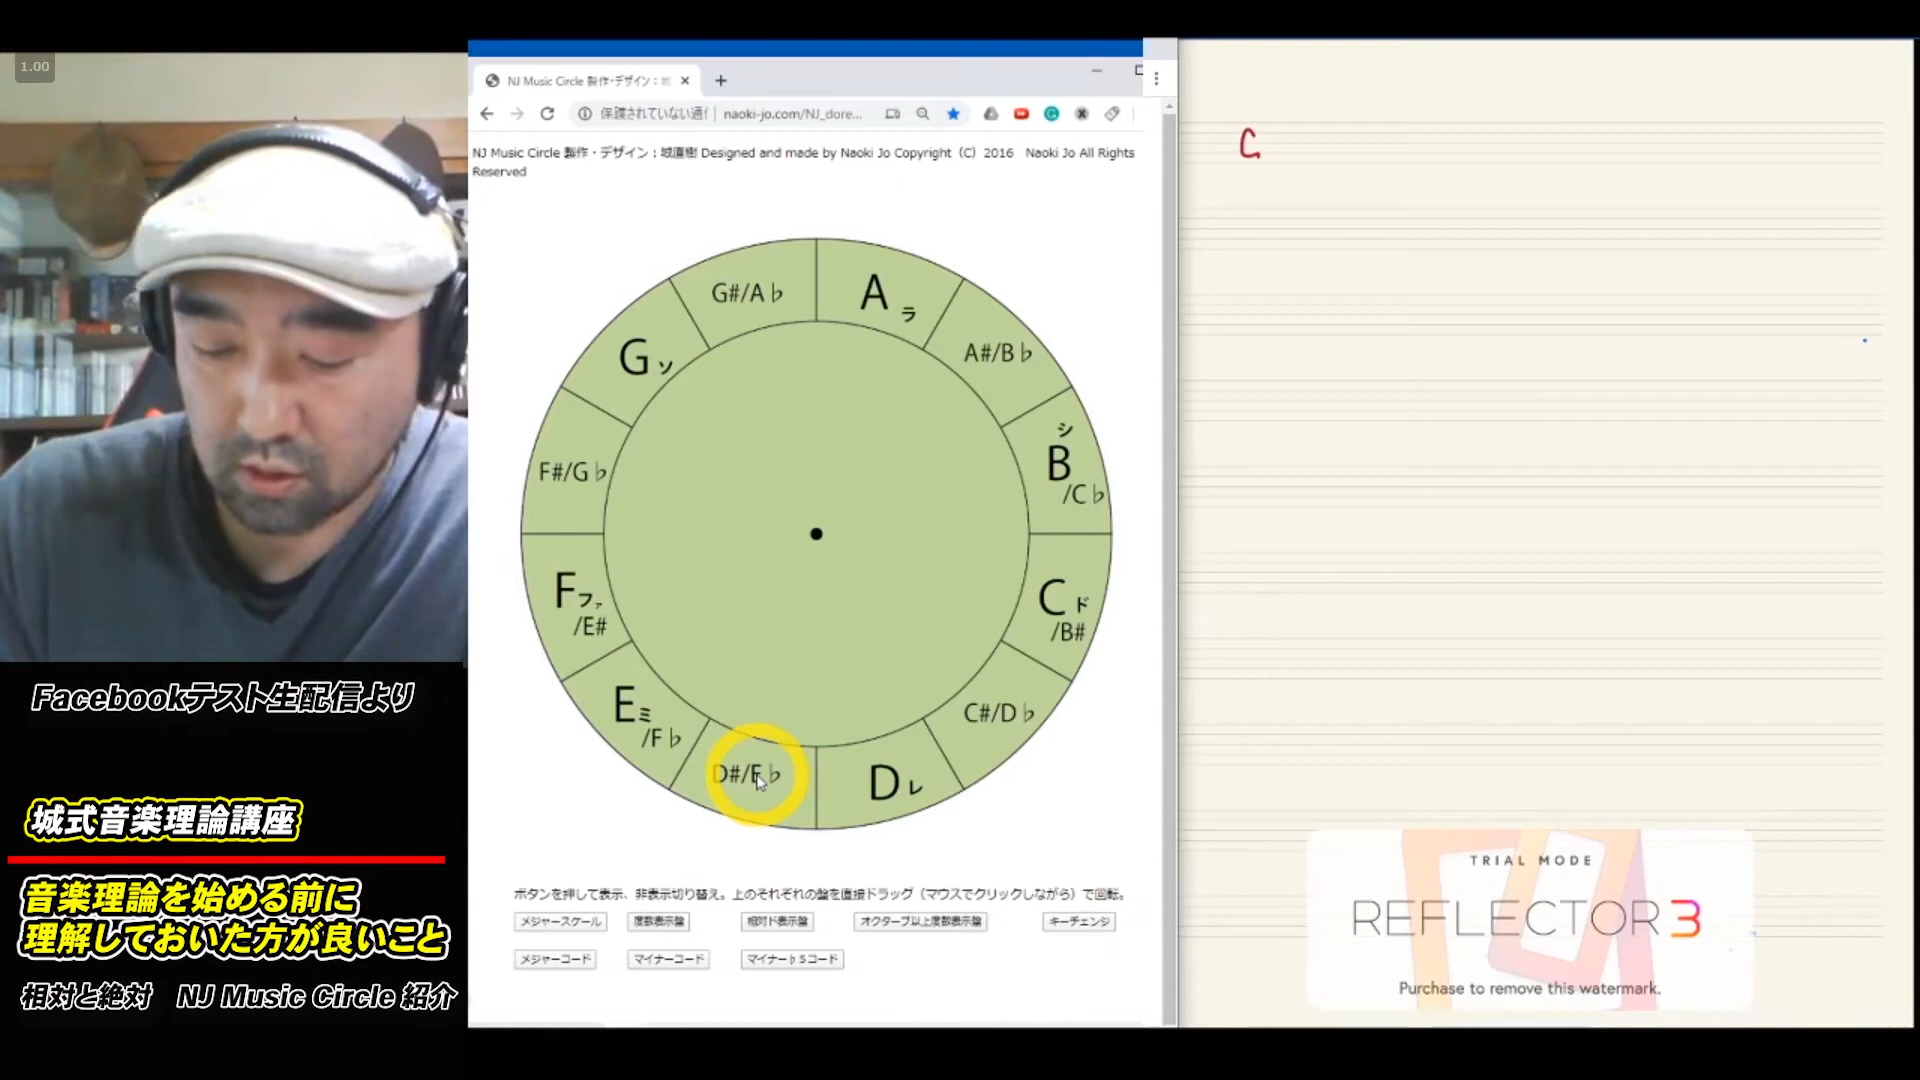 1.00
NJ Music Circle 製作・デザイン：
保護されていない通
naoki-jo.com/NJ_dore...
NJ Music Circle 製作・デザイン：城直樹 Designed and made by Naoki Jo Copyright（C）2016 Naoki Jo All Rights
Reserved
G#/A♭
A ラ
G ソ
A#/B♭
シ
B
/C♭
F#/G♭
F ファ
/E#
C ド
/B#
E ミ
/F♭
C#/D♭
D#/E♭
D レ
ボタンを押して表示、非表示切り替え。上のそれぞれの盤を直接ドラッグ（マウスでクリックしながら）で回転。
メジャースケール 度数表示盤 相対ド表示盤 オクターブ以上度数表示盤 キーチェンジ
メジャーコード マイナーコード マイナー♭5コード
Facebookテスト生配信より
城式音楽理論講座
音楽理論を始める前に
理解しておいた方が良いこと
相対と絶対 NJ Music Circle 紹介
C
TRIAL MODE
REFLECTOR 3
Purchase to remove this watermark.